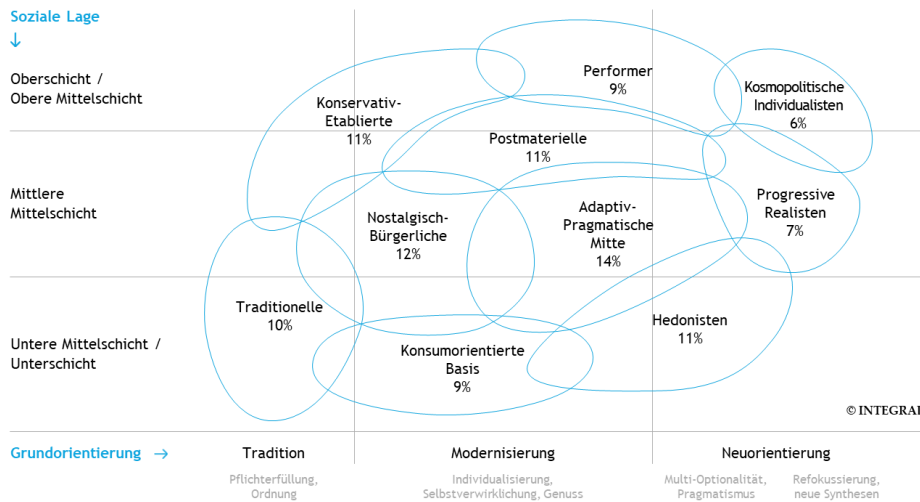 Soziale Lage
↓
Oberschicht /
Obere Mittelschicht
Mittlere
Mittelschicht
Untere Mittelschicht /
Unterschicht
Konservativ-
Etablierte
11%
Performer
9%
Kosmopolitische
Individualisten
6%
Postmaterielle
11%
Nostalgisch-
Bürgerliche
12%
Adaptiv-
Pragmatische
Mitte
14%
Progressive
Realisten
7%
Traditionelle
10%
Konsumorientierte
Basis
9%
Hedonisten
11%
© INTEGRAL
Grundorientierung →
Tradition
Modernisierung
Neuorientierung
Pflichterfüllung,
Ordnung
Individualisierung,
Selbstverwirklichung, Genuss
Multi-Optionalität,
Pragmatismus
Refokussierung,
neue Synthesen